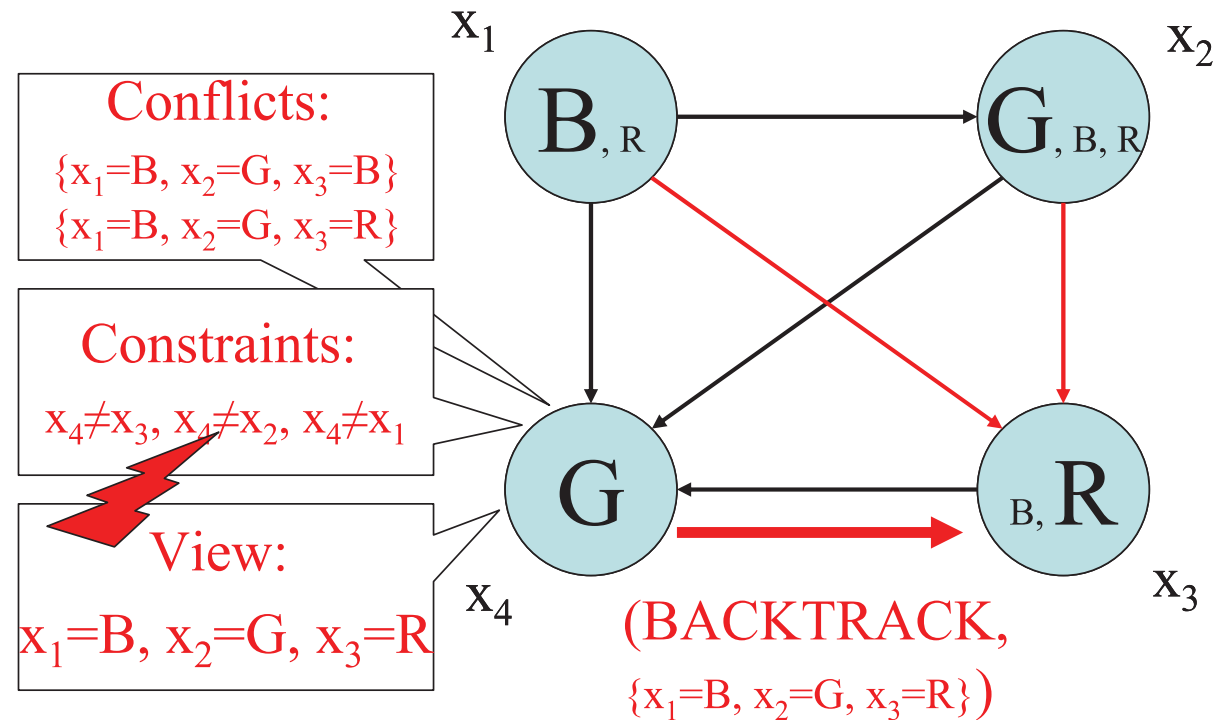 x₁
x₂
Conflicts:
{x₁=B, x₂=G, x₃=B}
{x₁=B, x₂=G, x₃=R}
B, R
G, B, R
Constraints:
x₄≠x₃, x₄≠x₂, x₄≠x₁
View:
x₁=B, x₂=G, x₃=R
G
B, R
x₄
x₃
(BACKTRACK,
{x₁=B, x₂=G, x₃=R})